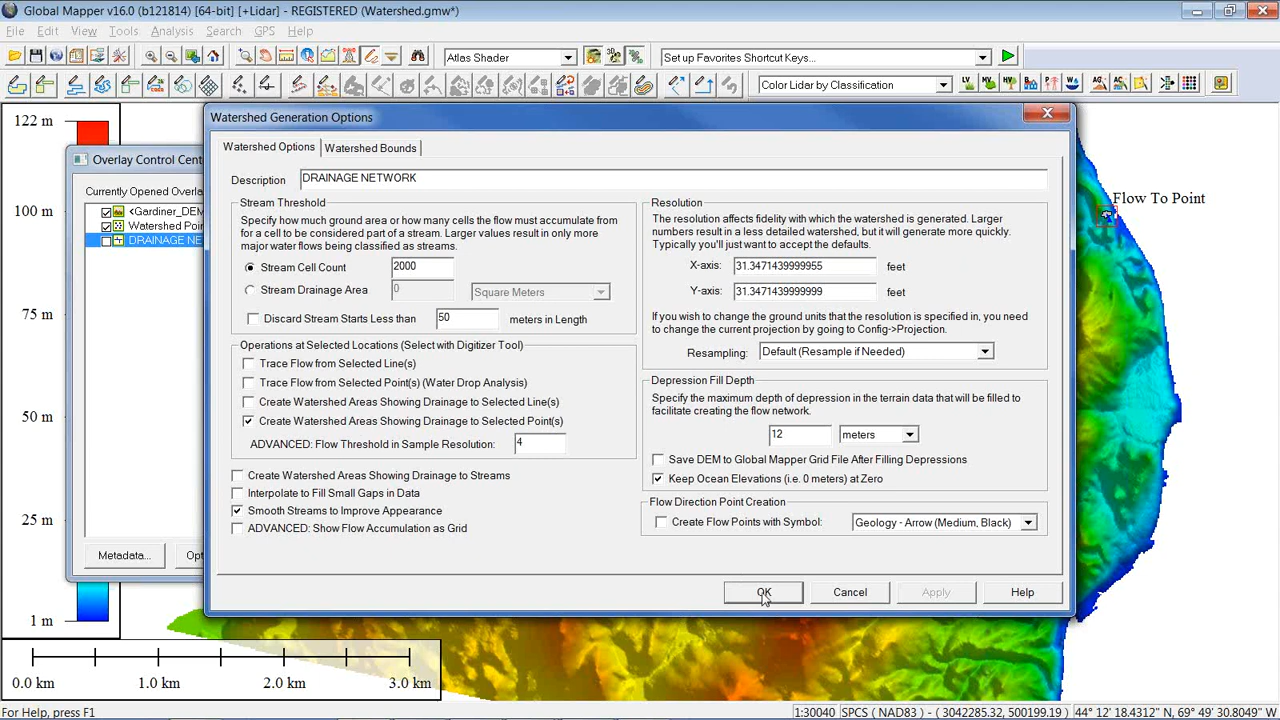 Global Mapper v16.0 (b121814) [64-bit] [+Lidar] - REGISTERED (Watershed.gmw*)
File Edit View Tools Analysis Search GPS Help
Atlas Shader
Set up Favorites Shortcut Keys...
Color Lidar by Classification
122 m
100 m
75 m
50 m
25 m
1 m
Overlay Control Cent
Currently Opened Overla
<Gardiner_DEM
Watershed Poin
DRAINAGE NE
Metadata...
Opt
Flow To Point
Watershed Generation Options
Watershed Options
Watershed Bounds
Description
DRAINAGE NETWORK
Stream Threshold
Specify how much ground area or how many cells the flow must accumulate from
for a cell to be considered part of a stream. Larger values result in only more
major water flows being classified as streams.
Stream Cell Count
2000
Stream Drainage Area
0
Square Meters
Discard Stream Starts Less than
50
meters in Length
Operations at Selected Locations (Select with Digitizer Tool)
Trace Flow from Selected Line(s)
Trace Flow from Selected Point(s) (Water Drop Analysis)
Create Watershed Areas Showing Drainage to Selected Line(s)
Create Watershed Areas Showing Drainage to Selected Point(s)
ADVANCED: Flow Threshold in Sample Resolution:
4
Create Watershed Areas Showing Drainage to Streams
Interpolate to Fill Small Gaps in Data
Smooth Streams to Improve Appearance
ADVANCED: Show Flow Accumulation as Grid
Resolution
The resolution affects fidelity with which the watershed is generated. Larger
numbers result in a less detailed watershed, but it will generate more quickly.
Typically you'll just want to accept the defaults.
X-axis:
31.3471439999955
feet
Y-axis:
31.3471439999999
feet
If you wish to change the ground units that the resolution is specified in, you need
to change the current projection by going to Config->Projection.
Resampling:
Default (Resample if Needed)
Depression Fill Depth
Specify the maximum depth of depression in the terrain data that will be filled to
facilitate creating the flow network.
12
meters
Save DEM to Global Mapper Grid File After Filling Depressions
Keep Ocean Elevations (i.e. 0 meters) at Zero
Flow Direction Point Creation
Create Flow Points with Symbol:
Geology - Arrow (Medium, Black)
OK
Cancel
Apply
Help
0.0 km
1.0 km
2.0 km
3.0 km
For Help, press F1
1:30040
SPCS (NAD83) - ( 3042285.32, 500199.19 )
44° 12' 18.4312" N, 69° 49' 30.8049" W